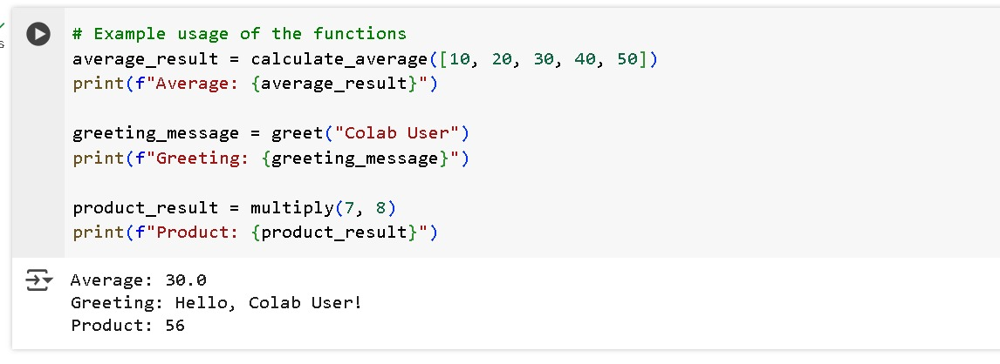 # Example usage of the functions
average_result = calculate_average([10, 20, 30, 40, 50])
print(f"Average: {average_result}")

greeting_message = greet("Colab User")
print(f"Greeting: {greeting_message}")

product_result = multiply(7, 8)
print(f"Product: {product_result}")

Average: 30.0
Greeting: Hello, Colab User!
Product: 56